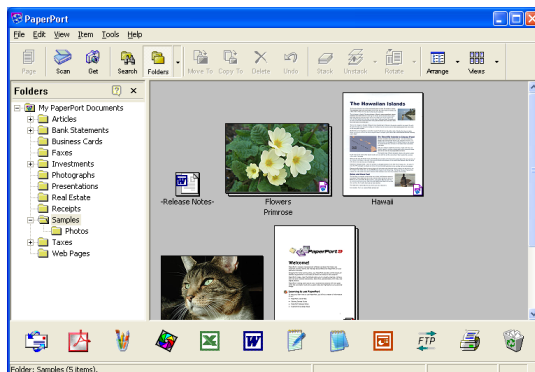 PaperPort
File Edit View Item Tools Help
Page Scan Get Search Folders Move To Copy To Delete Undo Stack Unstack Rotate Arrange Views
Folders
My PaperPort Documents
Articles
Bank Statements
Business Cards
Faxes
Investments
Photographs
Presentations
Real Estate
Receipts
Samples
Photos
Taxes
Web Pages
The Hawaiian Islands
-Release Notes-
Flowers
Primrose
Hawaii
PaperPort
Welcome!
FTP
Folder: Samples (5 items).